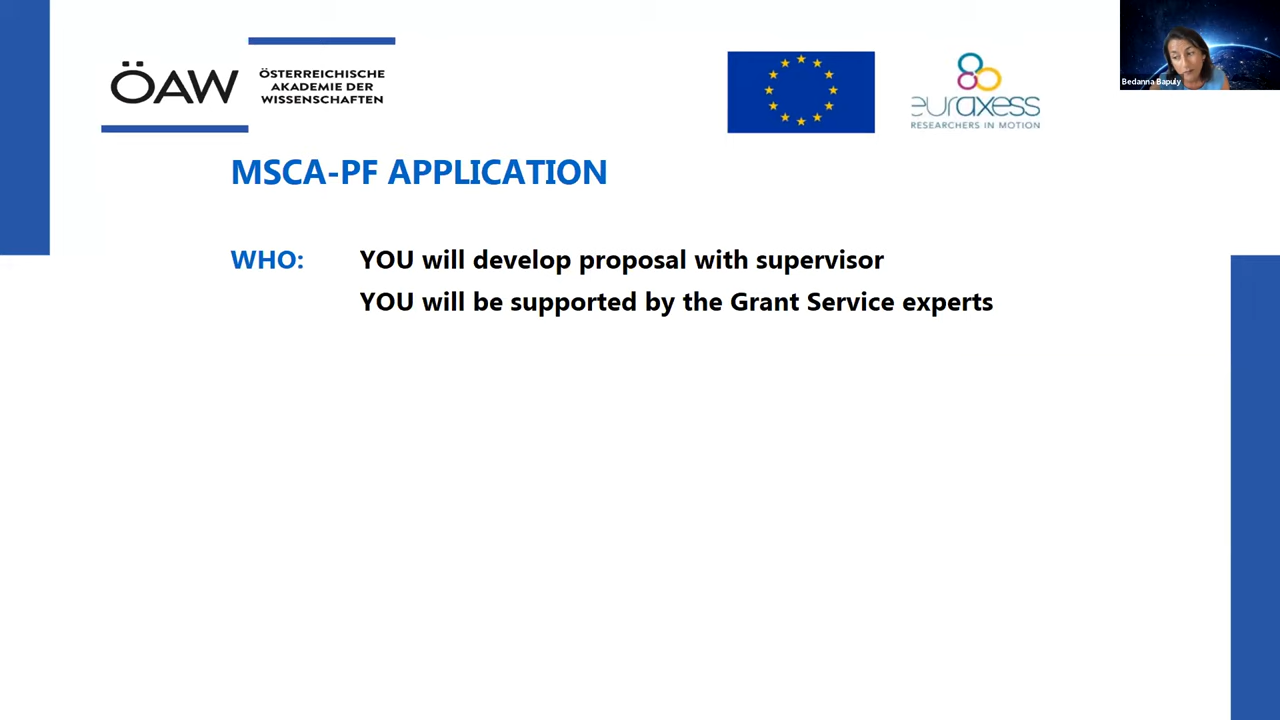 ÖAW
ÖSTERREICHISCHE
AKADEMIE DER
WISSENSCHAFTEN
euraxess
RESEARCHERS IN MOTION
Bedanna Bapuly
MSCA-PF APPLICATION
WHO: YOU will develop proposal with supervisor
YOU will be supported by the Grant Service experts